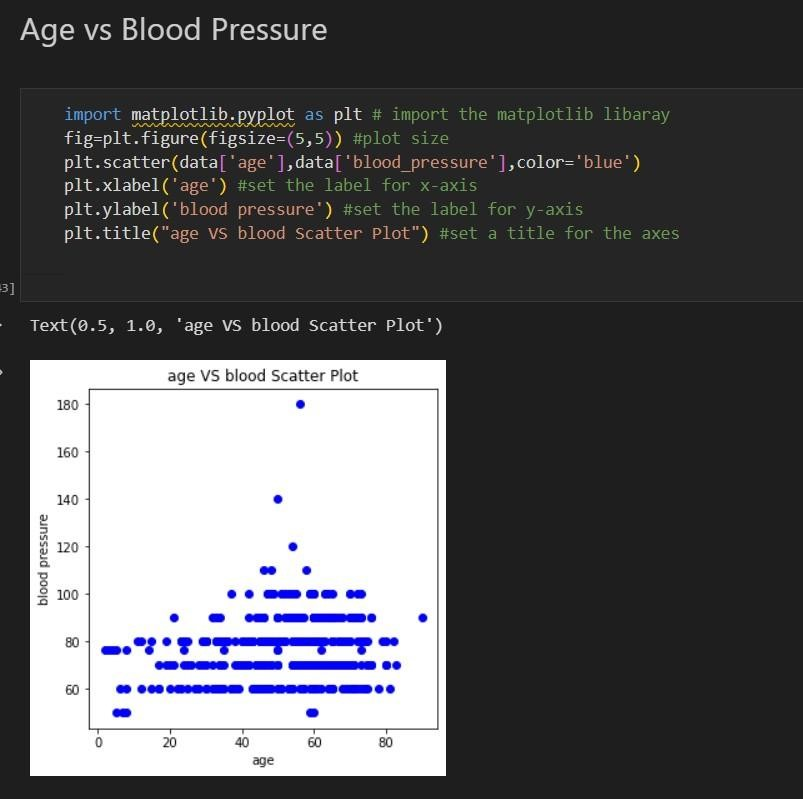 Age vs Blood Pressure
import matplotlib.pyplot as plt # import the matplotlib libaray
fig=plt.figure(figsize=(5,5)) #plot size
plt.scatter(data['age'],data['blood_pressure'],color='blue')
plt.xlabel('age') #set the label for x-axis
plt.ylabel('blood pressure') #set the label for y-axis
plt.title("age VS blood Scatter Plot") #set a title for the axes
3]
Text(0.5, 1.0, 'age VS blood Scatter Plot')
age VS blood Scatter Plot
180
160
140
120
100
80
60
blood pressure
0 20 40 60 80
age